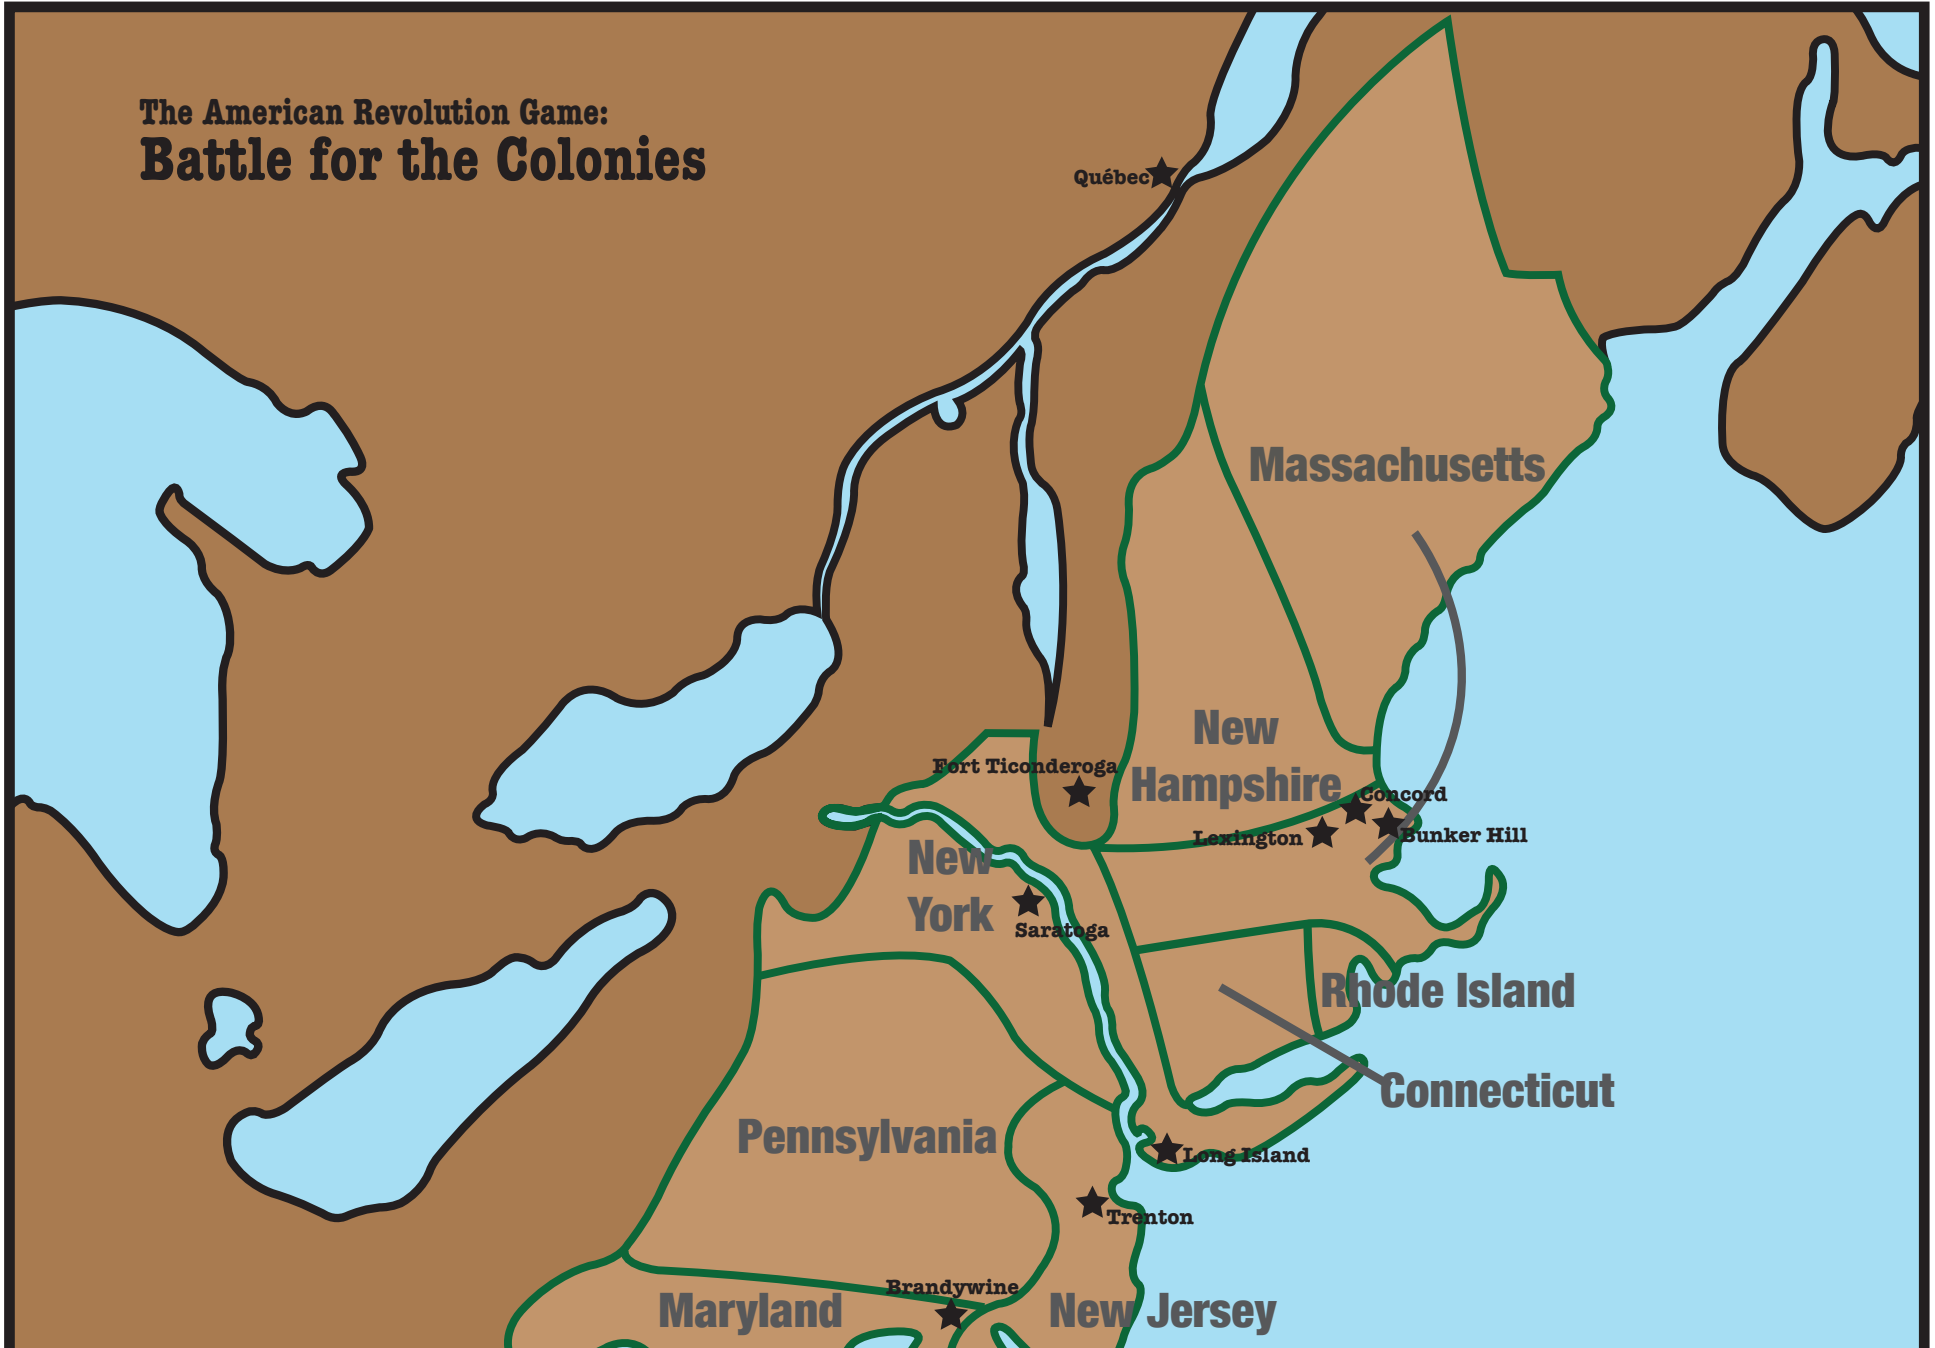 The American Revolution Game:
Battle for the Colonies
Québec
Massachusetts
New
Hampshire
Fort Ticonderoga
Concord
Lexington
Bunker Hill
New
York
Saratoga
Rhode Island
Connecticut
Pennsylvania
Long Island
Trenton
Brandywine
Maryland
New Jersey